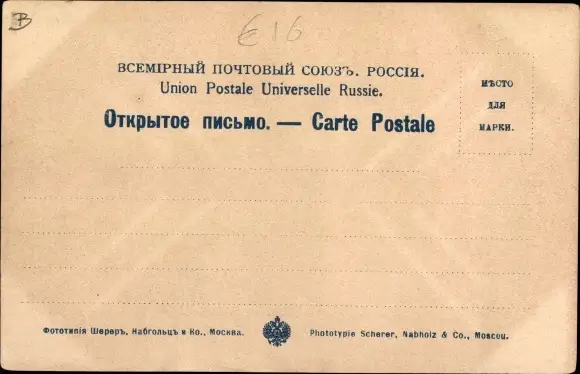 B
€16
ВСЕМІРНЫЙ ПОЧТОВЫЙ СОЮЗЪ. РОССІЯ.
Union Postale Universelle Russie.
Открытое письмо. — Carte Postale
МѢСТО
ДЛЯ
МАРКИ.
Фототипія Шереръ, Набгольцъ и Ко., Москва.
Phototypie Scherer, Nabholz & Co., Moscou.